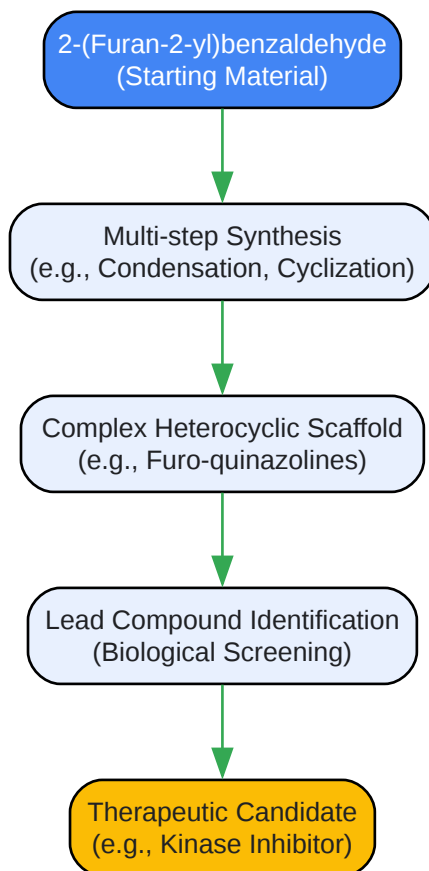 2-(Furan-2-yl)benzaldehyde
(Starting Material)
Multi-step Synthesis
(e.g., Condensation, Cyclization)
Complex Heterocyclic Scaffold
(e.g., Furo-quinazolines)
Lead Compound Identification
(Biological Screening)
Therapeutic Candidate
(e.g., Kinase Inhibitor)